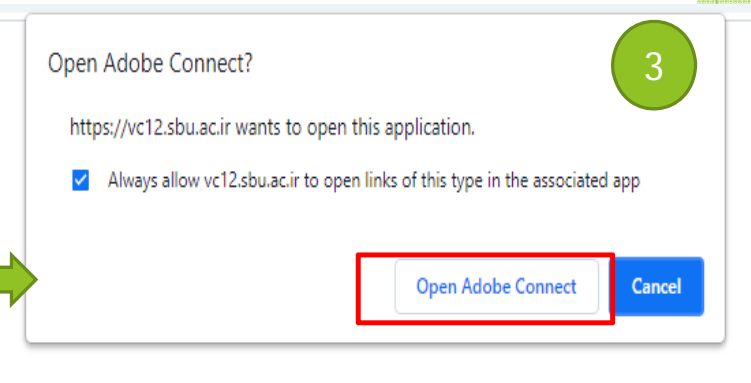 Open Adobe Connect?
3
https://vc12.sbu.ac.ir wants to open this application.
Always allow vc12.sbu.ac.ir to open links of this type in the associated app
Open Adobe Connect
Cancel